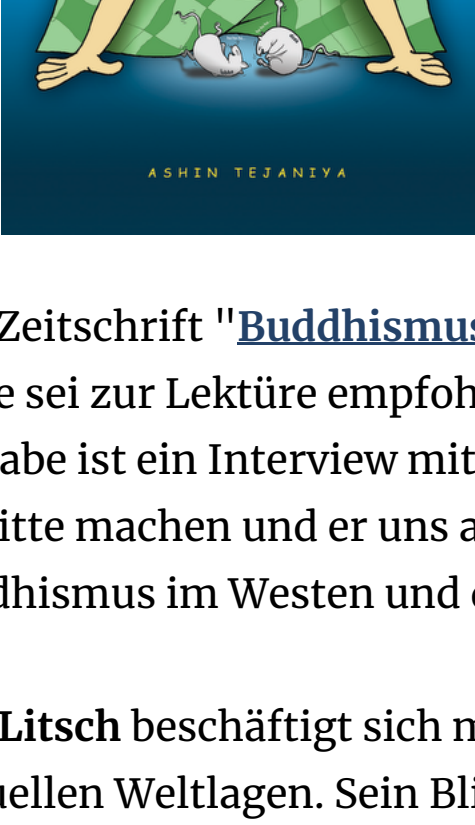 ASHIN TEJANIYA
Zeitschrift "Buddhismus
e sei zur Lektüre empfoh
abe ist ein Interview mit
itte machen und er uns a
dhismus im Westen und
Litsch beschäftigt sich m
uellen Weltlagen. Sein Bli